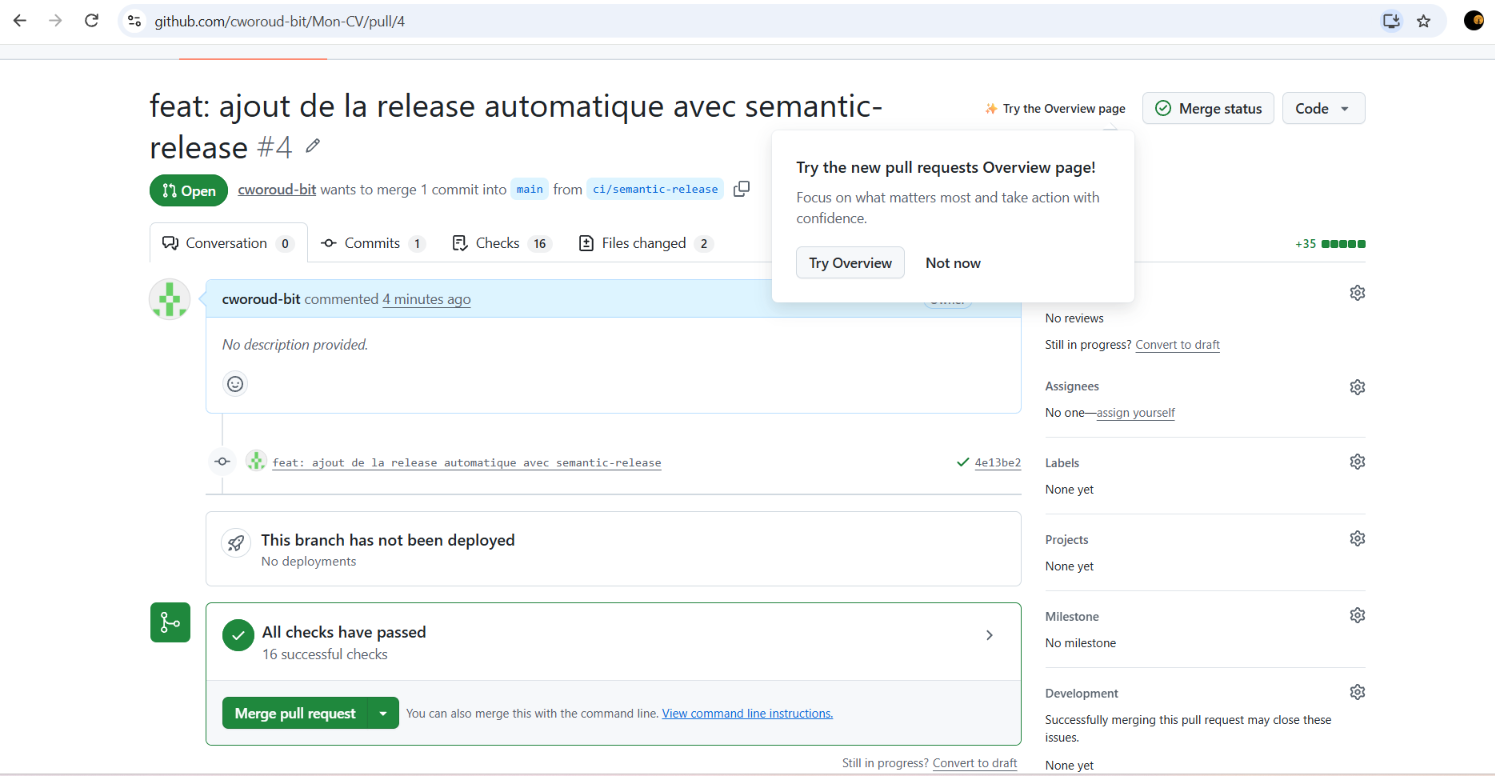 github.com/cworoud-bit/Mon-CV/pull/4
feat: ajout de la release automatique avec semantic-
release #4
Try the Overview page
Merge status
Code
Try the new pull requests Overview page!
Focus on what matters most and take action with
confidence.
Try Overview
Not now
Open
cworoud-bit wants to merge 1 commit into main from ci/semantic-release
Conversation 0
Commits 1
Checks 16
Files changed 2
+35
cworoud-bit commented 4 minutes ago
No description provided.
feat: ajout de la release automatique avec semantic-release
4e13be2
This branch has not been deployed
No deployments
All checks have passed
16 successful checks
Merge pull request
You can also merge this with the command line. View command line instructions.
Still in progress? Convert to draft
No reviews
Still in progress? Convert to draft
Assignees
No one—assign yourself
Labels
None yet
Projects
None yet
Milestone
No milestone
Development
Successfully merging this pull request may close these
issues.
None yet